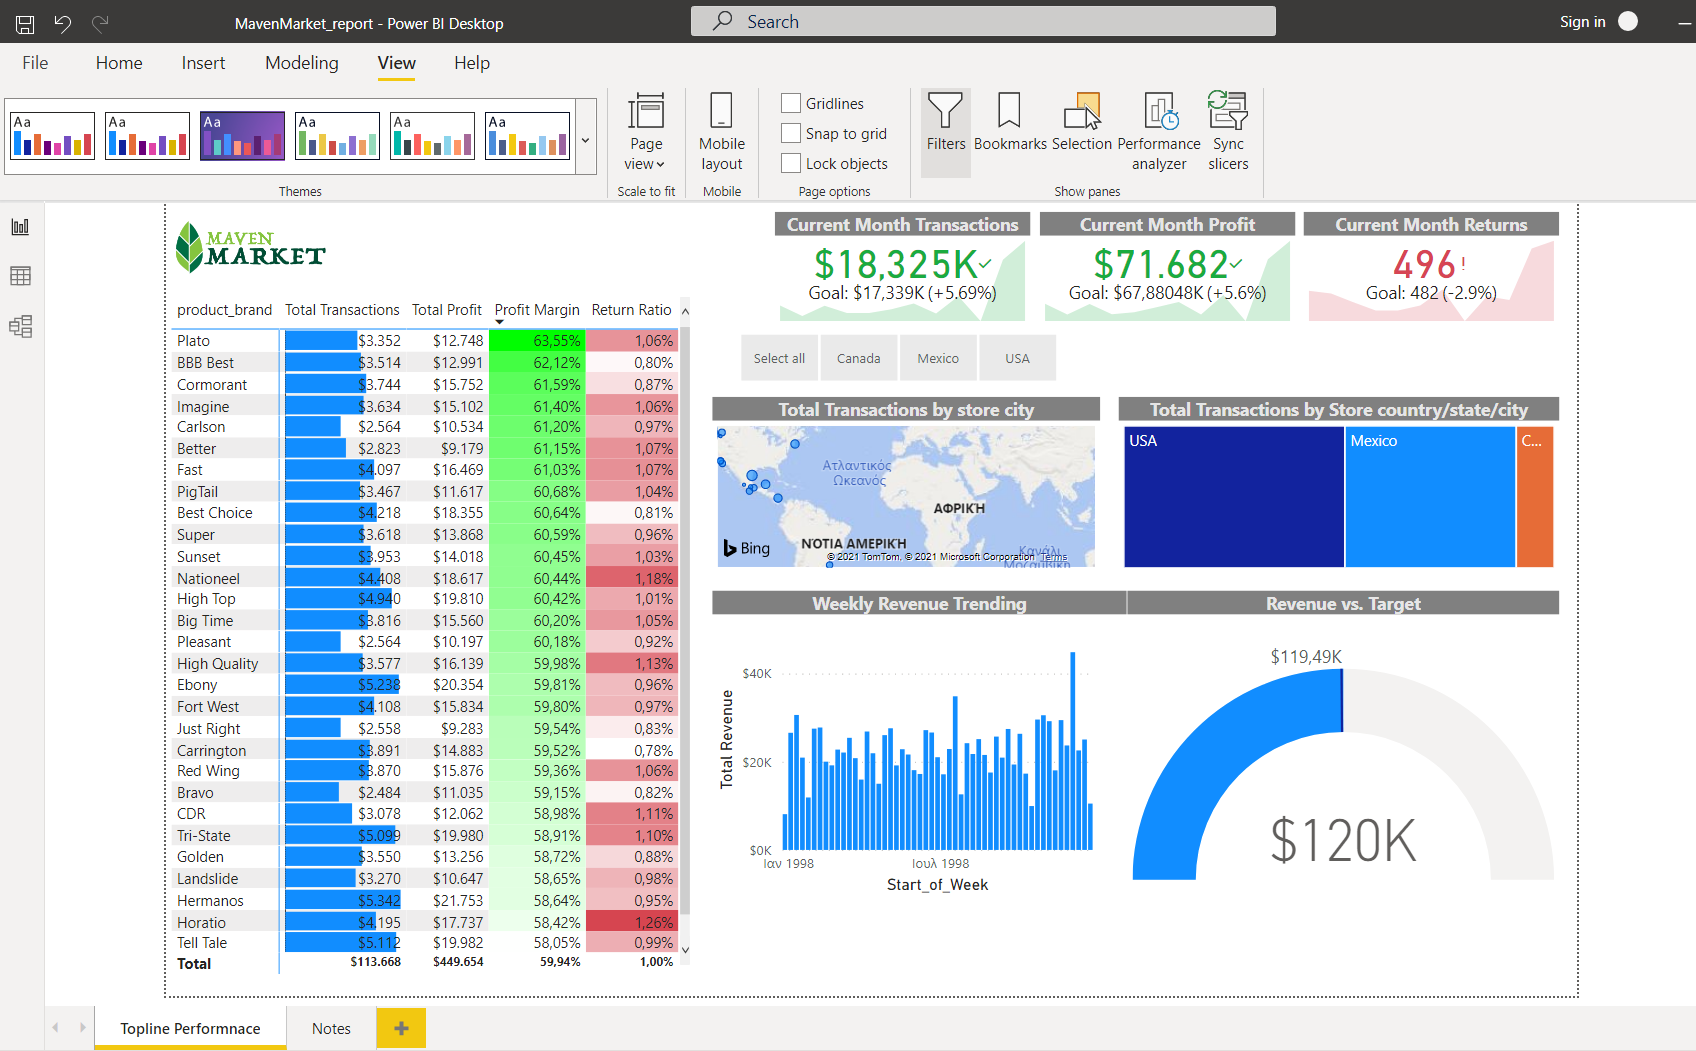 MavenMarket_report - Power BI Desktop
Search
Sign in
File Home Insert Modeling View Help
Aa Aa Aa Aa Aa Aa
Page view
Mobile layout
Gridlines
Snap to grid
Lock objects
Filters
Bookmarks
Selection
Performance analyzer
Sync slicers
Themes
Scale to fit
Mobile
Page options
Show panes
MAVEN
MARKET
Current Month Transactions
$18,325K
Goal: $17,339K (+5.69%)
Current Month Profit
$71.682
Goal: $67,88048K (+5.6%)
Current Month Returns
496!
Goal: 482 (-2.9%)
product_brand Total Transactions Total Profit Profit Margin Return Ratio
Plato $3.352 $12.748 63,55% 1,06%
BBB Best $3.514 $12.991 62,12% 0,80%
Cormorant $3.744 $15.752 61,59% 0,87%
Imagine $3.634 $15.102 61,40% 1,06%
Carlson $2.564 $10.534 61,20% 0,97%
Better $2.823 $9.179 61,15% 1,07%
Fast $4.097 $16.469 61,03% 1,07%
PigTail $3.467 $11.617 60,68% 1,04%
Best Choice $4.218 $18.355 60,64% 0,81%
Super $3.618 $13.868 60,59% 0,96%
Sunset $3.953 $14.018 60,45% 1,03%
Nationeel $4.408 $18.617 60,44% 1,18%
High Top $4.940 $19.810 60,42% 1,01%
Big Time $3.816 $15.560 60,20% 1,05%
Pleasant $2.564 $10.197 60,18% 0,92%
High Quality $3.577 $16.139 59,98% 1,13%
Ebony $5.238 $20.354 59,81% 0,96%
Fort West $4.108 $15.834 59,80% 0,97%
Just Right $2.558 $9.283 59,54% 0,83%
Carrington $3.891 $14.883 59,52% 0,78%
Red Wing $3.870 $15.876 59,36% 1,06%
Bravo $2.484 $11.035 59,15% 0,82%
CDR $3.078 $12.062 58,98% 1,11%
Tri-State $5.099 $19.980 58,91% 1,10%
Golden $3.550 $13.256 58,72% 0,88%
Landslide $3.270 $10.647 58,65% 0,98%
Hermanos $5.342 $21.753 58,64% 0,95%
Horatio $4.195 $17.737 58,42% 1,26%
Tell Tale $5.112 $19.982 58,05% 0,99%
Total $113.668 $449.654 59,94% 1,00%
Select all Canada Mexico USA
Total Transactions by store city
Ατλαντικός
Ωκεανός
ΑΦΡΙΚΉ
ΝΌΤΙΑ ΑΜΕΡΙΚΉ
Κανάλι
Μοζαμβίκη
Bing
© 2021 TomTom, © 2021 Microsoft Corporation Terms
Total Transactions by Store country/state/city
USA
Mexico
C...
Weekly Revenue Trending
Total Revenue
$40K
$20K
$0K
Ιαν 1998
Ιουλ 1998
Start_of_Week
Revenue vs. Target
$119,49K
$120K
Topline Performnace
Notes